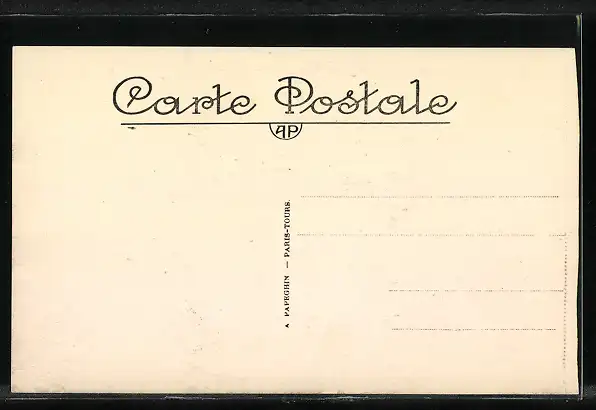 Carte Postale
AP
A PAPEGHIN — PARIS-TOURS.